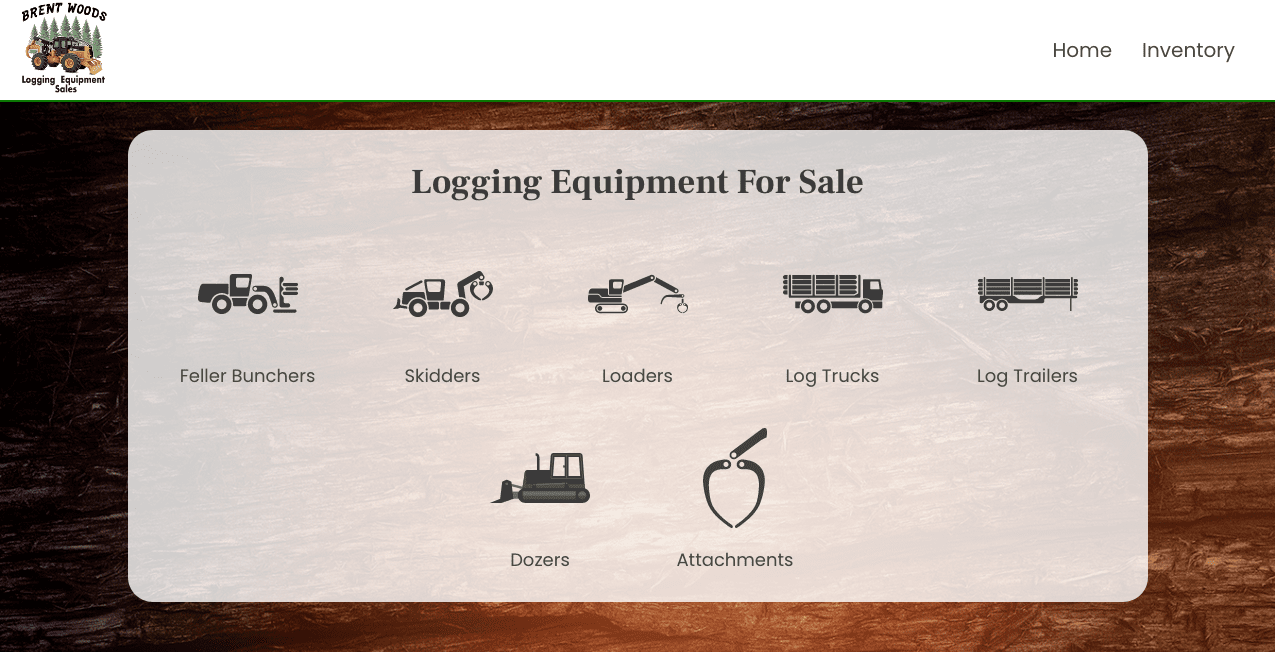 BRENT WOODS
Logging Equipment
Sales
Home Inventory
Logging Equipment For Sale
Feller Bunchers Skidders Loaders Log Trucks Log Trailers
Dozers Attachments